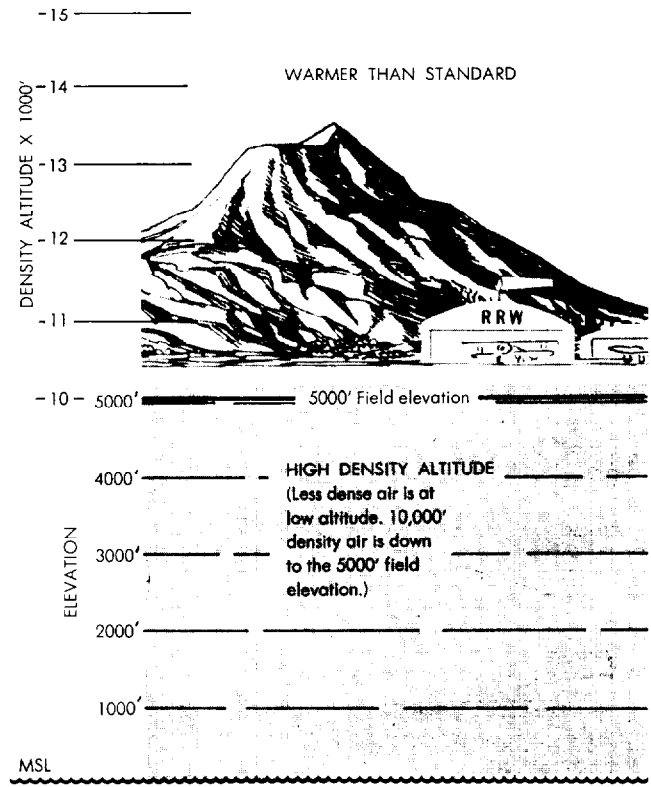 -15
WARMER THAN STANDARD
-14
DENSITY ALTITUDE X 1000'
-13
-12
-11
RRW
-10 -
5000'
5000' Field elevation
4000'
HIGH DENSITY ALTITUDE
(Less dense air is at
low altitude. 10,000'
density air is down
to the 5000' field
elevation.)
3000'
ELEVATION
2000'
1000'
MSL